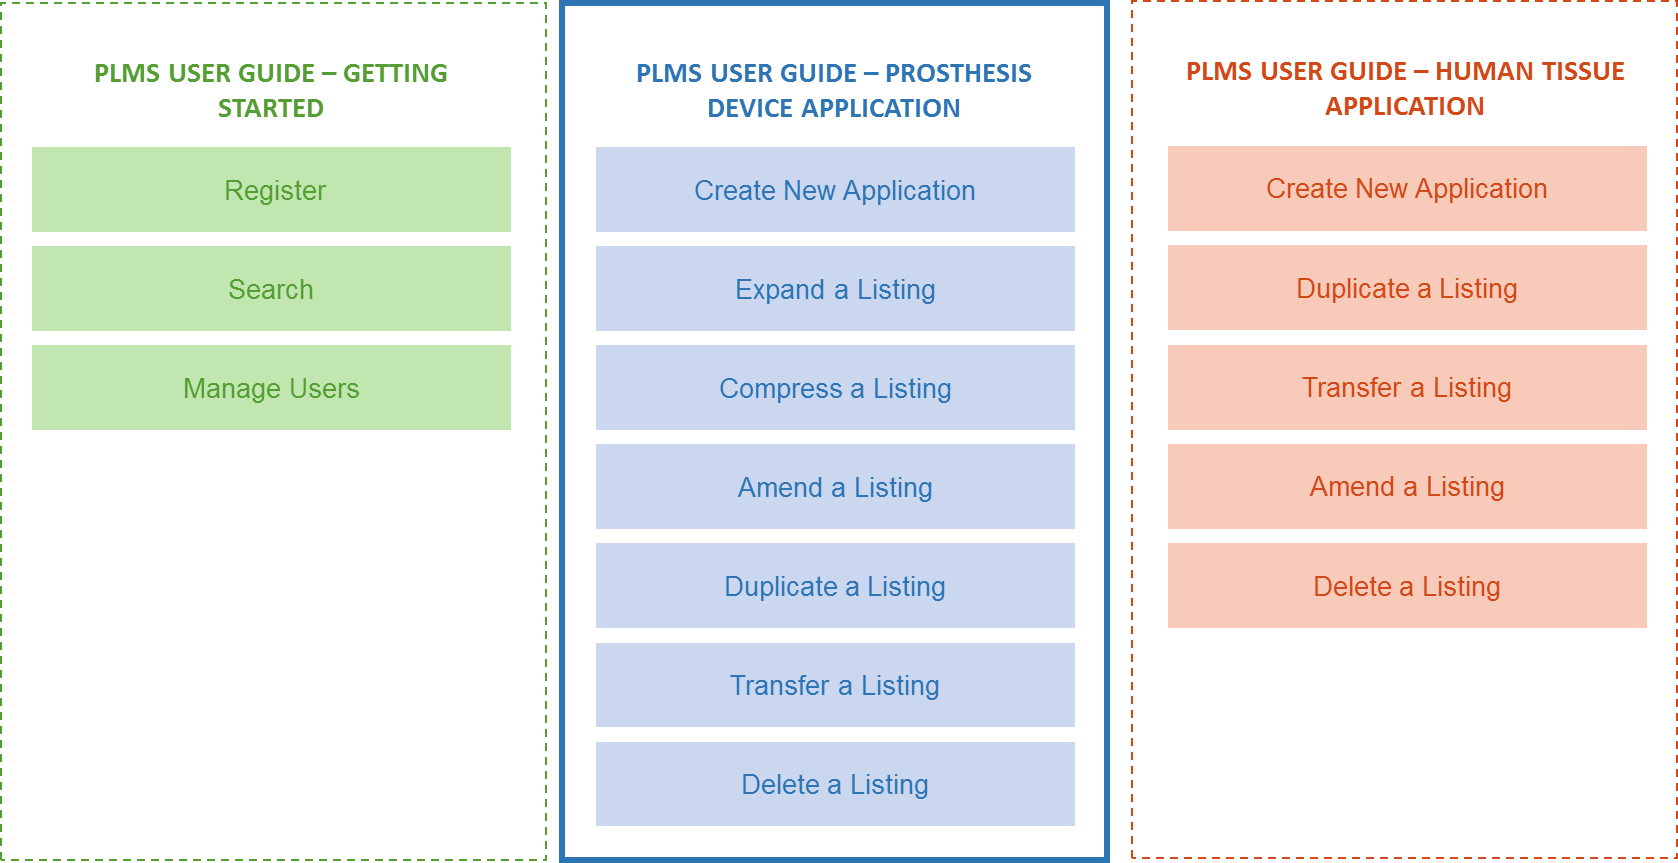 PLMS USER GUIDE – GETTING
STARTED
Register
Search
Manage Users
PLMS USER GUIDE – PROSTHESIS
DEVICE APPLICATION
Create New Application
Expand a Listing
Compress a Listing
Amend a Listing
Duplicate a Listing
Transfer a Listing
Delete a Listing
PLMS USER GUIDE – HUMAN TISSUE
APPLICATION
Create New Application
Duplicate a Listing
Transfer a Listing
Amend a Listing
Delete a Listing